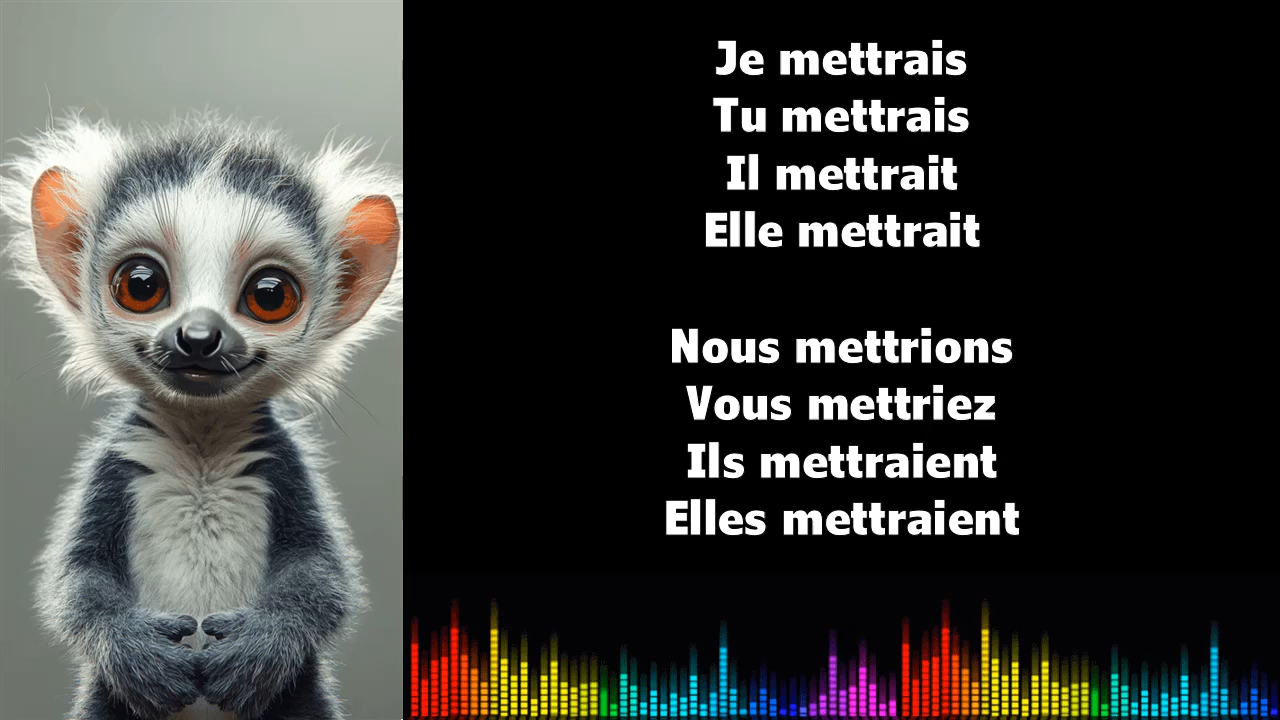 Je mettrais
Tu mettrais
Il mettrait
Elle mettrait
Nous mettrions
Vous mettriez
Ils mettraient
Elles mettraient